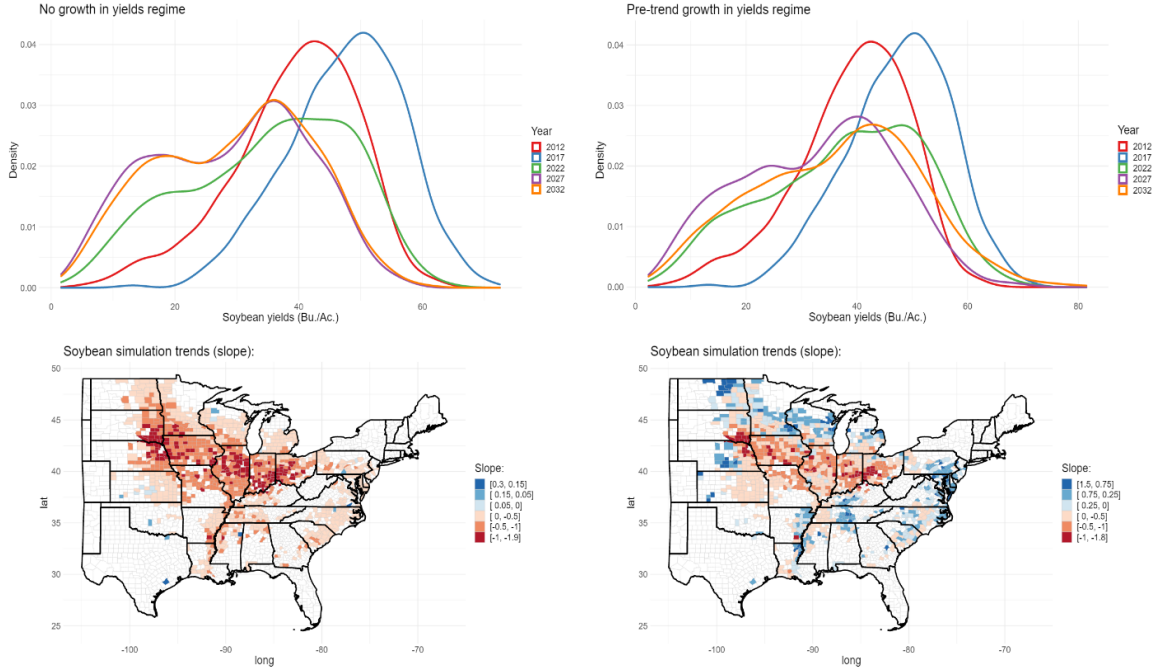 No growth in yields regime
0.04
0.03
0.02
0.01
0.00
Density
0
20
40
60
Soybean yields (Bu./Ac.)
Year
2012
2017
2022
2027
2032
Pre-trend growth in yields regime
0.04
0.03
0.02
0.01
0.00
Density
0
20
40
60
80
Soybean yields (Bu./Ac.)
Year
2012
2017
2022
2027
2032
Soybean simulation trends (slope):
50
45
40
35
30
25
lat
-100
-90
-80
-70
long
Slope:
[0.3, 0.15]
[ 0.15, 0.05]
[ 0.05, 0]
[ 0, -0.5]
[-0.5, -1]
[-1, -1.9]
Soybean simulation trends (slope):
50
45
40
35
30
25
lat
-100
-90
-80
-70
long
Slope:
[1.5, 0.75]
[ 0.75, 0.25]
[ 0.25, 0]
[ 0, -0.5]
[-0.5, -1]
[-1, -1.8]